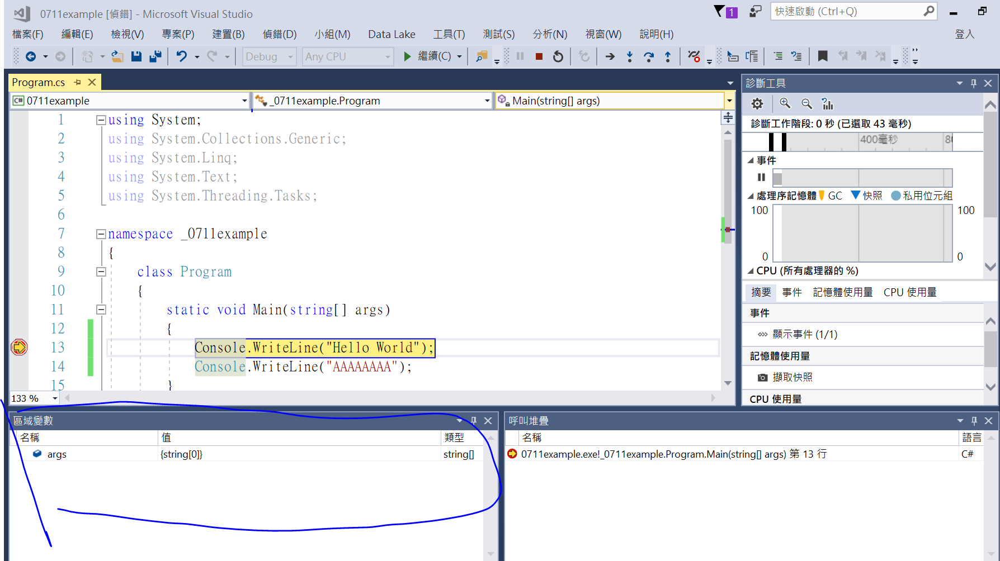 0711example [偵錯] - Microsoft Visual Studio
1
快速啟動 (Ctrl+Q)
檔案(F) 編輯(E) 檢視(V) 專案(P) 建置(B) 偵錯(D) 小組(M) Data Lake 工具(T) 測試(S) 分析(N) 視窗(W) 說明(H) 登入
Debug Any CPU 繼續(C)
Program.cs
C# 0711example _0711example.Program Main(string[] args)
1 using System;
2 using System.Collections.Generic;
3 using System.Linq;
4 using System.Text;
5 using System.Threading.Tasks;
6
7 namespace _0711example
8 {
9 class Program
10 {
11 static void Main(string[] args)
12 {
13 Console.WriteLine("Hello World");
14 Console.WriteLine("AAAAAAAA");
15 }
133 %
診斷工具
診斷工作階段: 0 秒 (已選取 43 毫秒)
400毫秒
事件
處理序記憶體 GC 快照 私用位元組
100 100
0 0
CPU (所有處理器的 %)
摘要 事件 記憶體使用量 CPU 使用量
事件
顯示事件 (1/1)
記憶體使用量
擷取快照
CPU 使用量
區域變數
名稱 值 類型
args {string[0]} string[]
呼叫堆疊
名稱 語言
0711example.exe!_0711example.Program.Main(string[] args) 第 13 行 C#